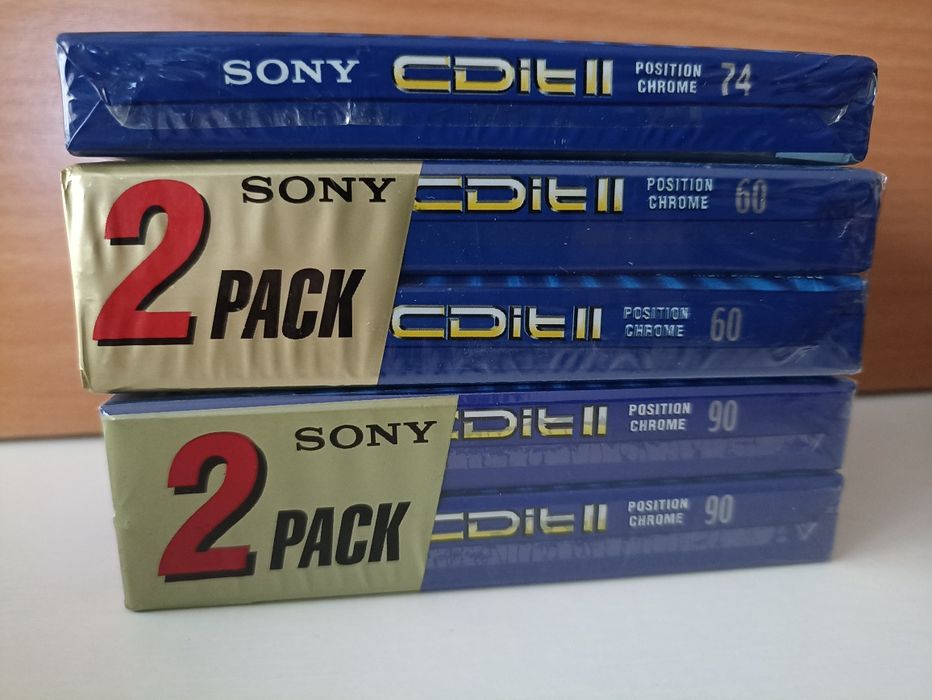 SONY CDit II POSITION CHROME 74
2 PACK SONY CDit II POSITION CHROME 60
CDit II POSITION CHROME 60
2 PACK SONY CDit II POSITION CHROME 90
CDit II POSITION CHROME 90